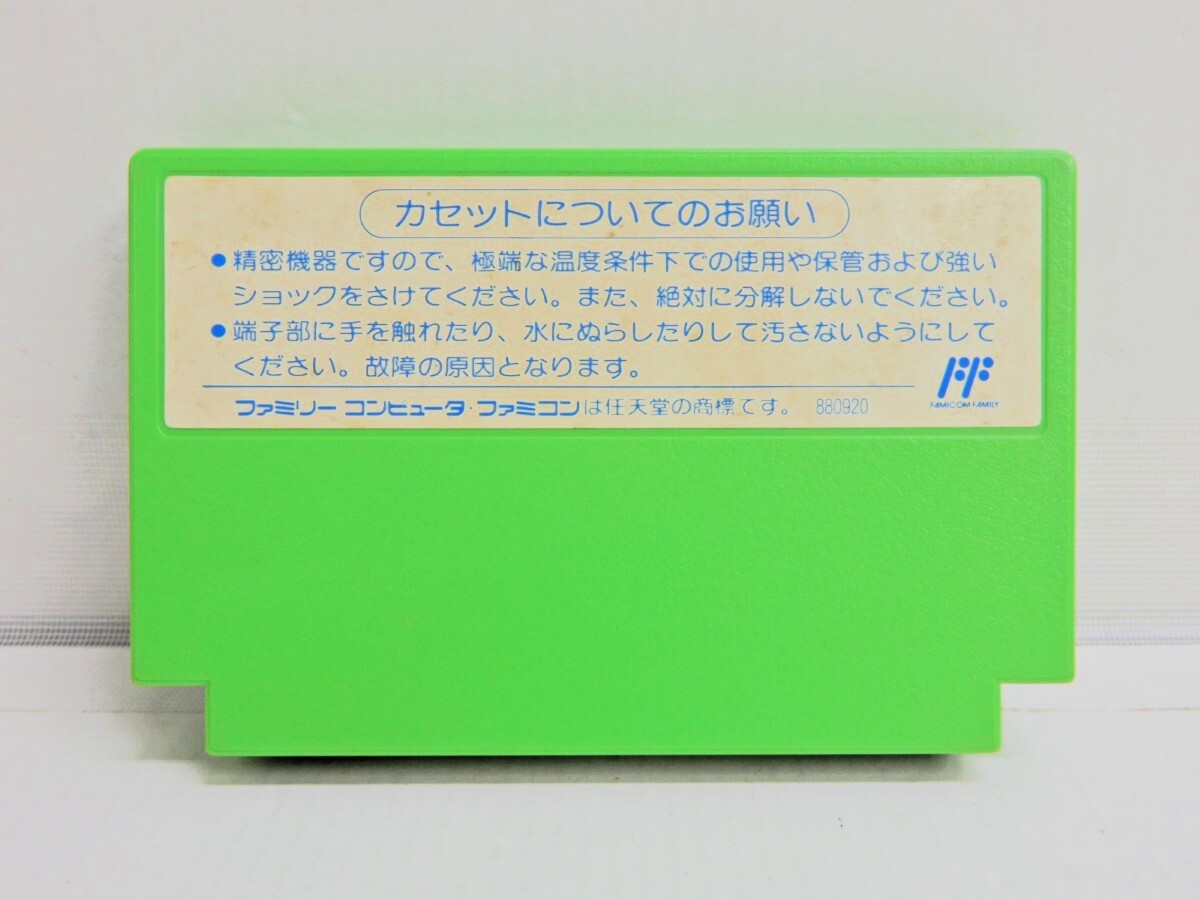 カセットについてのお願い
●精密機器ですので、極端な温度条件下での使用や保管および強い
ショックをさけてください。また、絶対に分解しないでください。
●端子部に手を触れたり、水にぬらしたりして汚さないようにして
ください。故障の原因となります。
FAMICOM FAMILY
ファミリー コンピュータ・ファミコンは任天堂の商標です。 880920